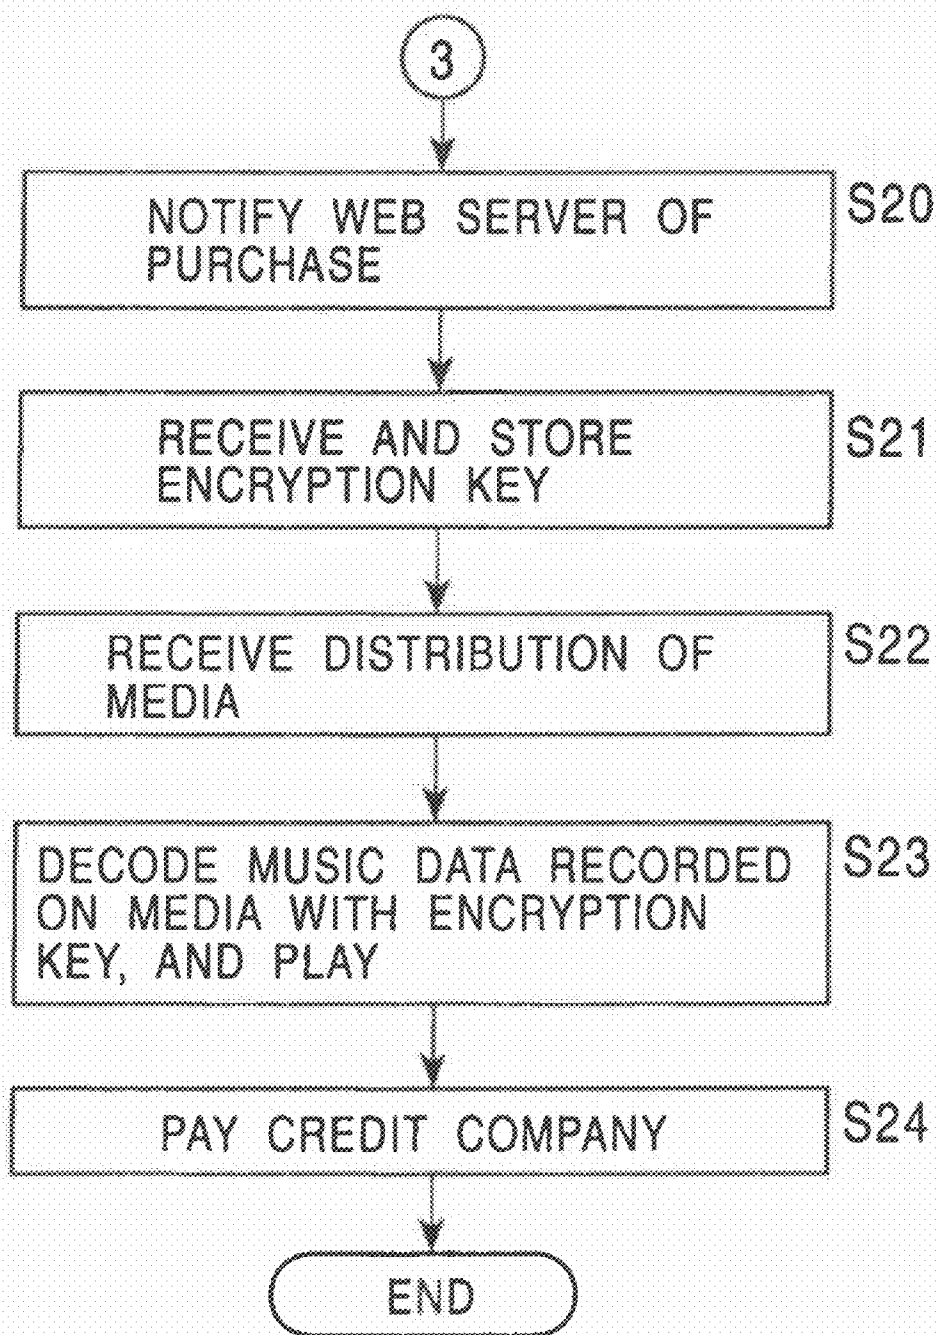 3
NOTIFY WEB SERVER OF
PURCHASE
S20
RECEIVE AND STORE
ENCRYPTION KEY
S21
RECEIVE DISTRIBUTION OF
MEDIA
S22
DECODE MUSIC DATA RECORDED
ON MEDIA WITH ENCRYPTION
KEY, AND PLAY
S23
PAY CREDIT COMPANY
S24
END